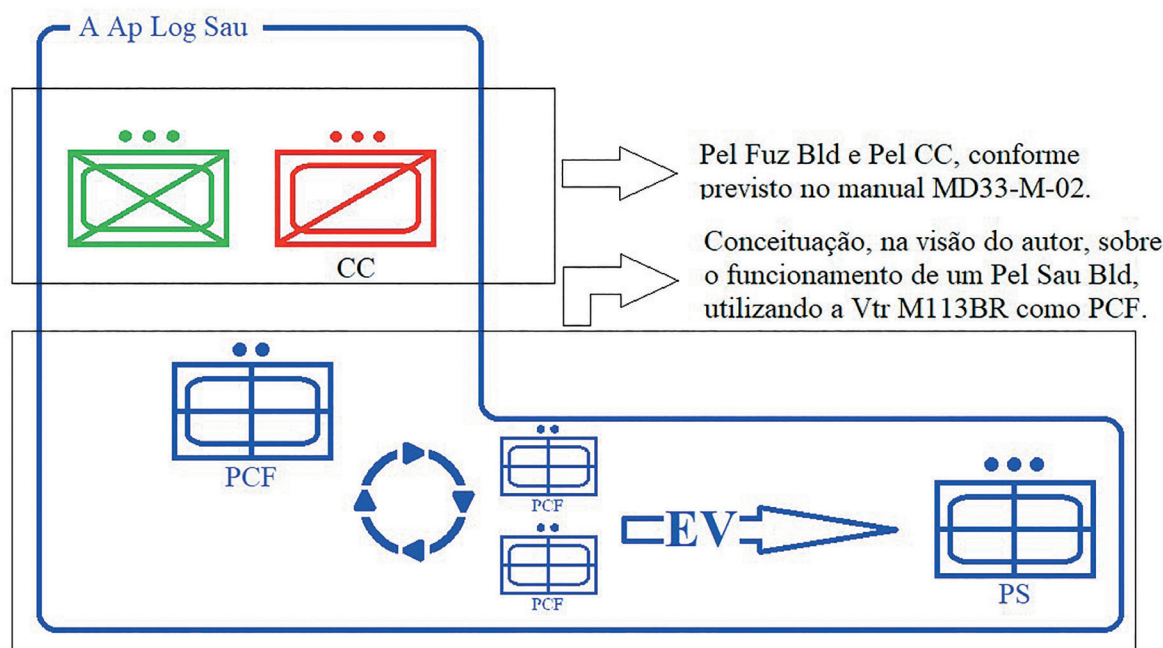 A Ap Log Sau
CC
Pel Fuz Bld e Pel CC, conforme
previsto no manual MD33-M-02.
Conceituação, na visão do autor, sobre
o funcionamento de um Pel Sau Bld,
utilizando a Vtr M113BR como PCF.
PCF
PCF
PCF
EV
PS